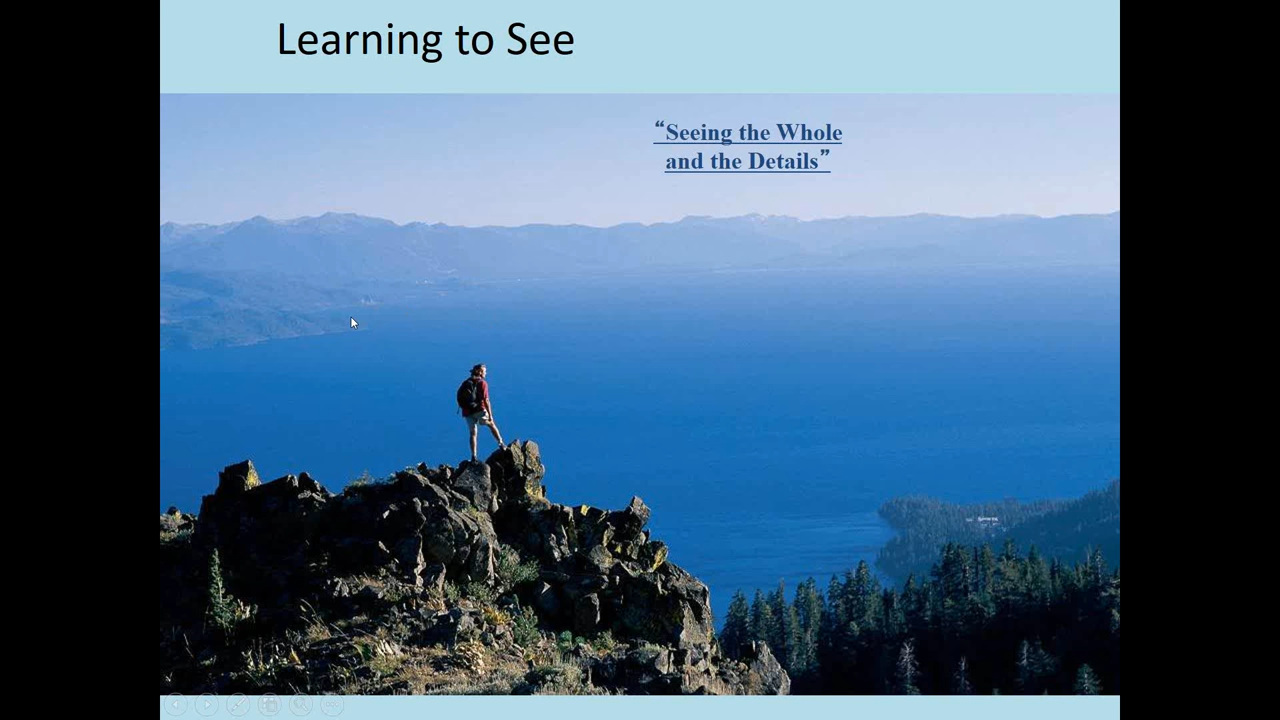 Learning to See
“Seeing the Whole
and the Details”